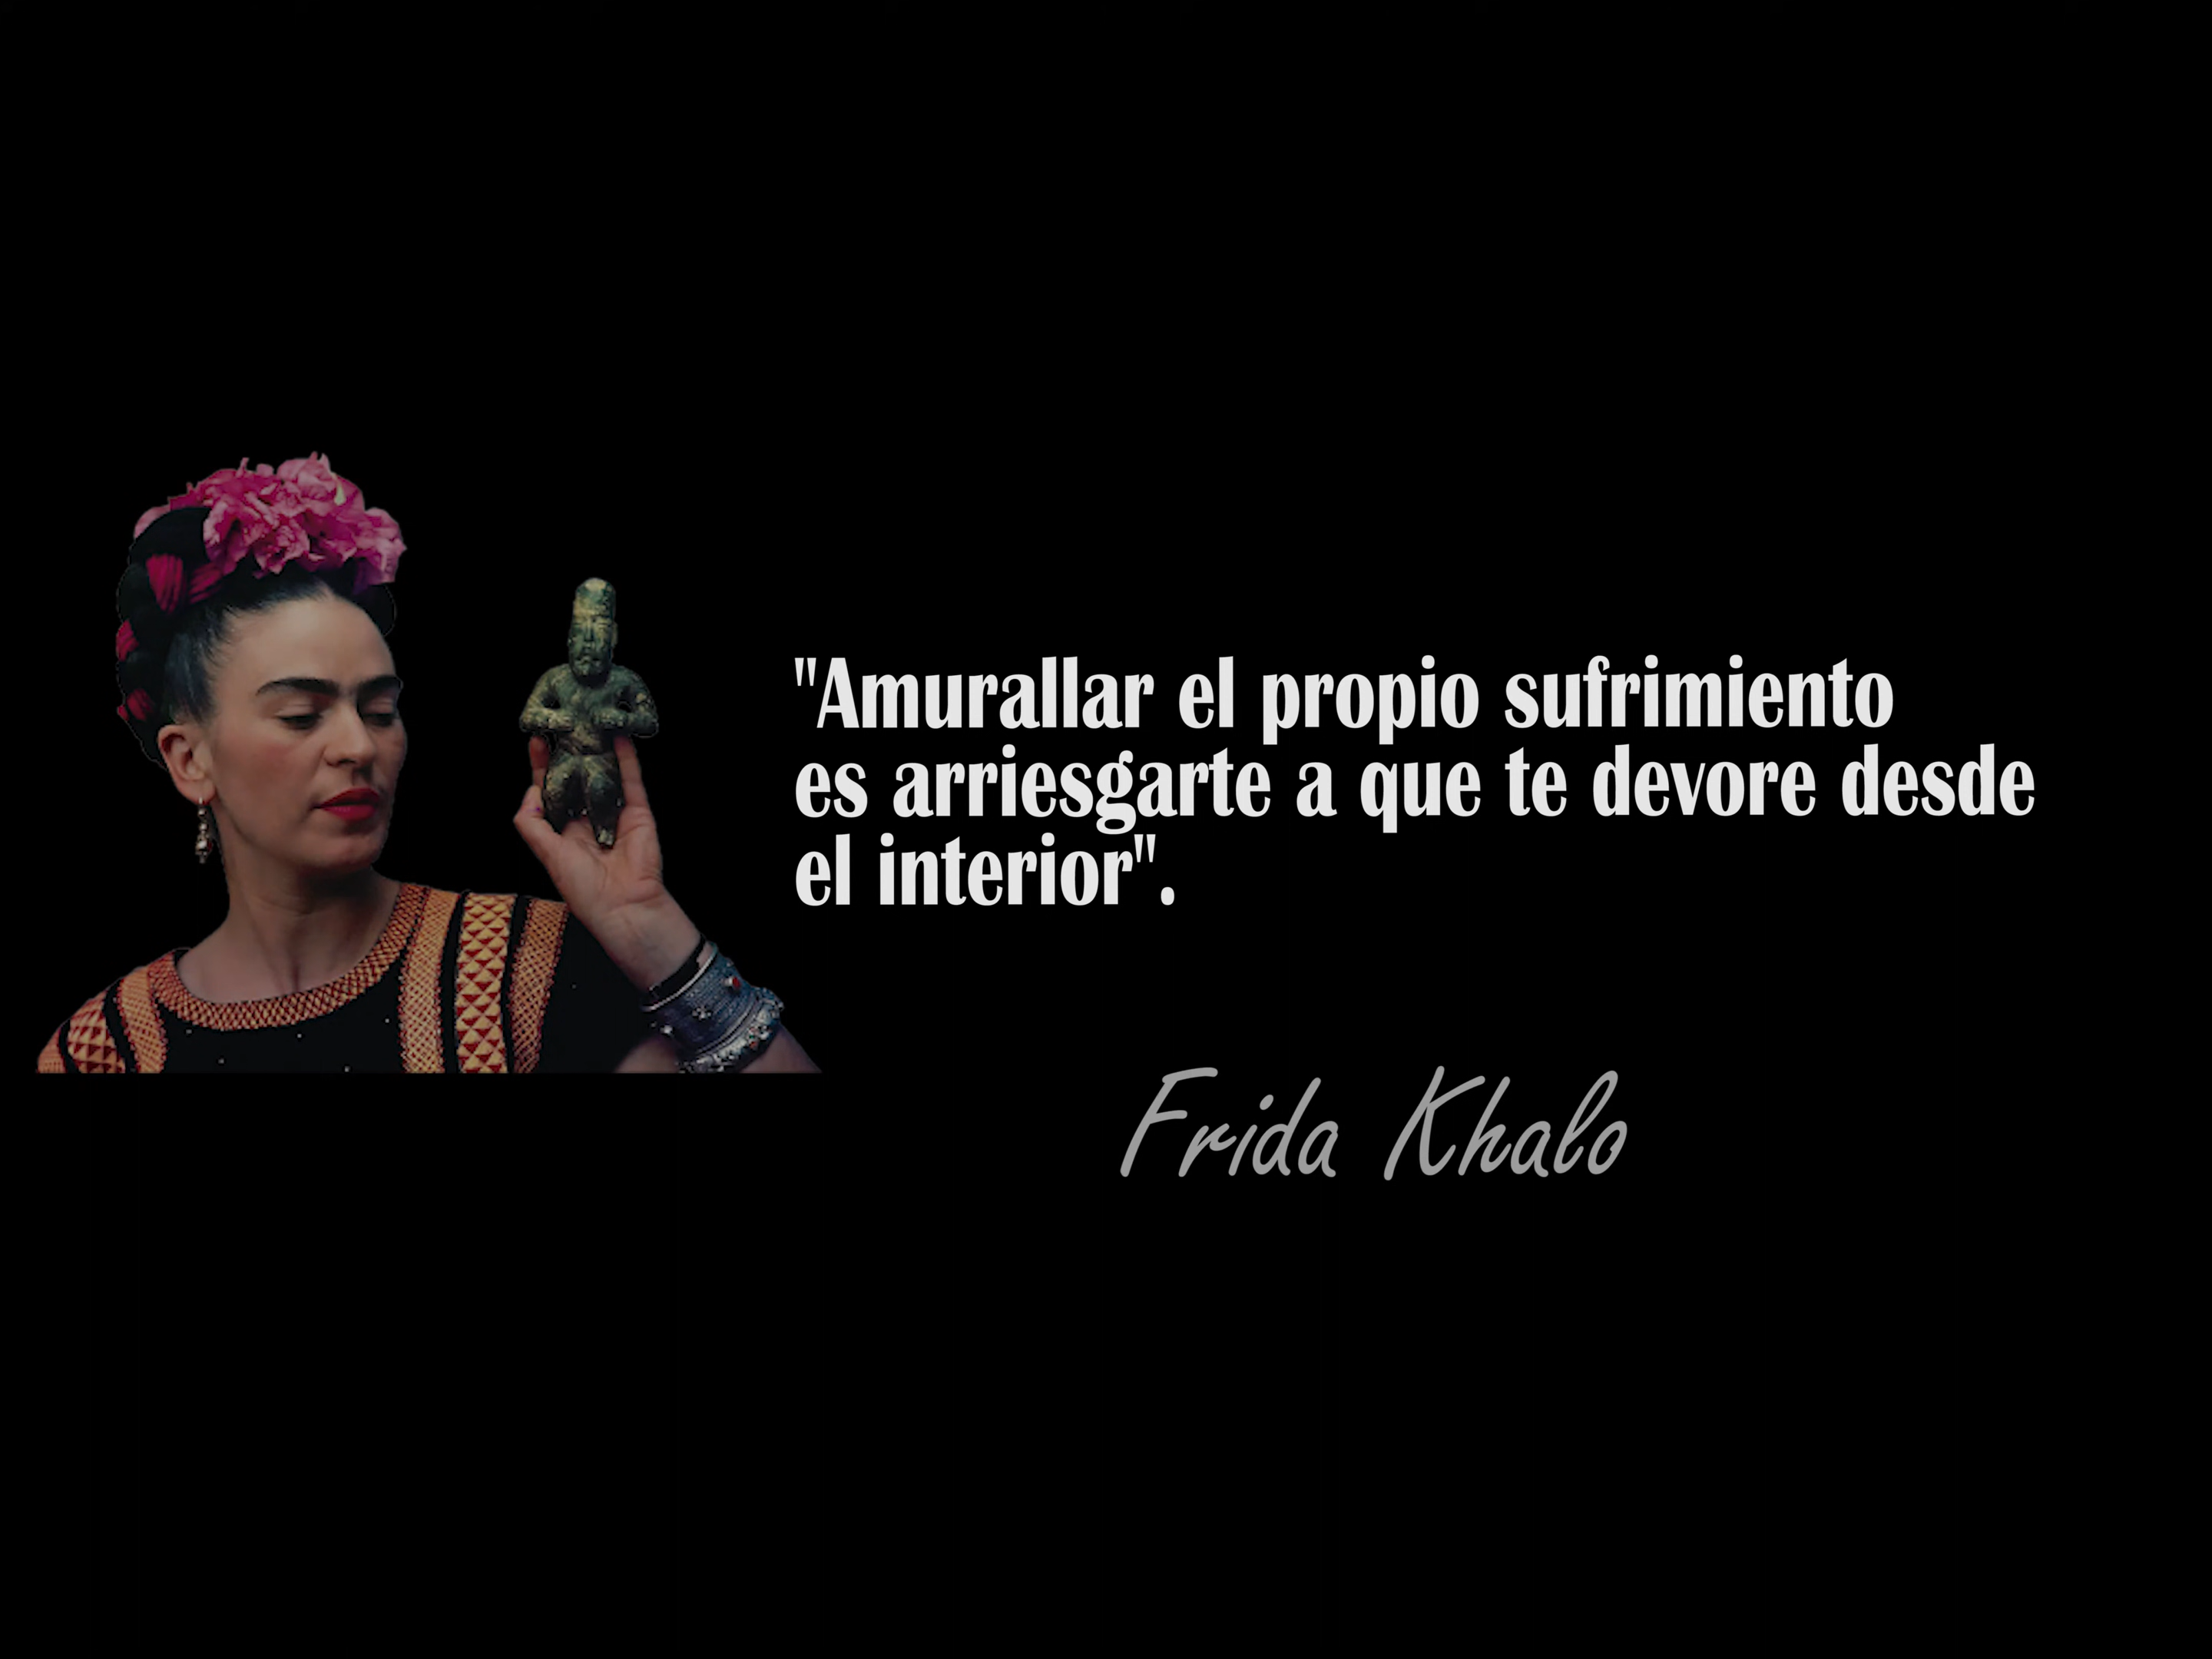 "Amurallar el propio sufrimiento
es arriesgarte a que te devore desde
el interior".
Frida Khalo